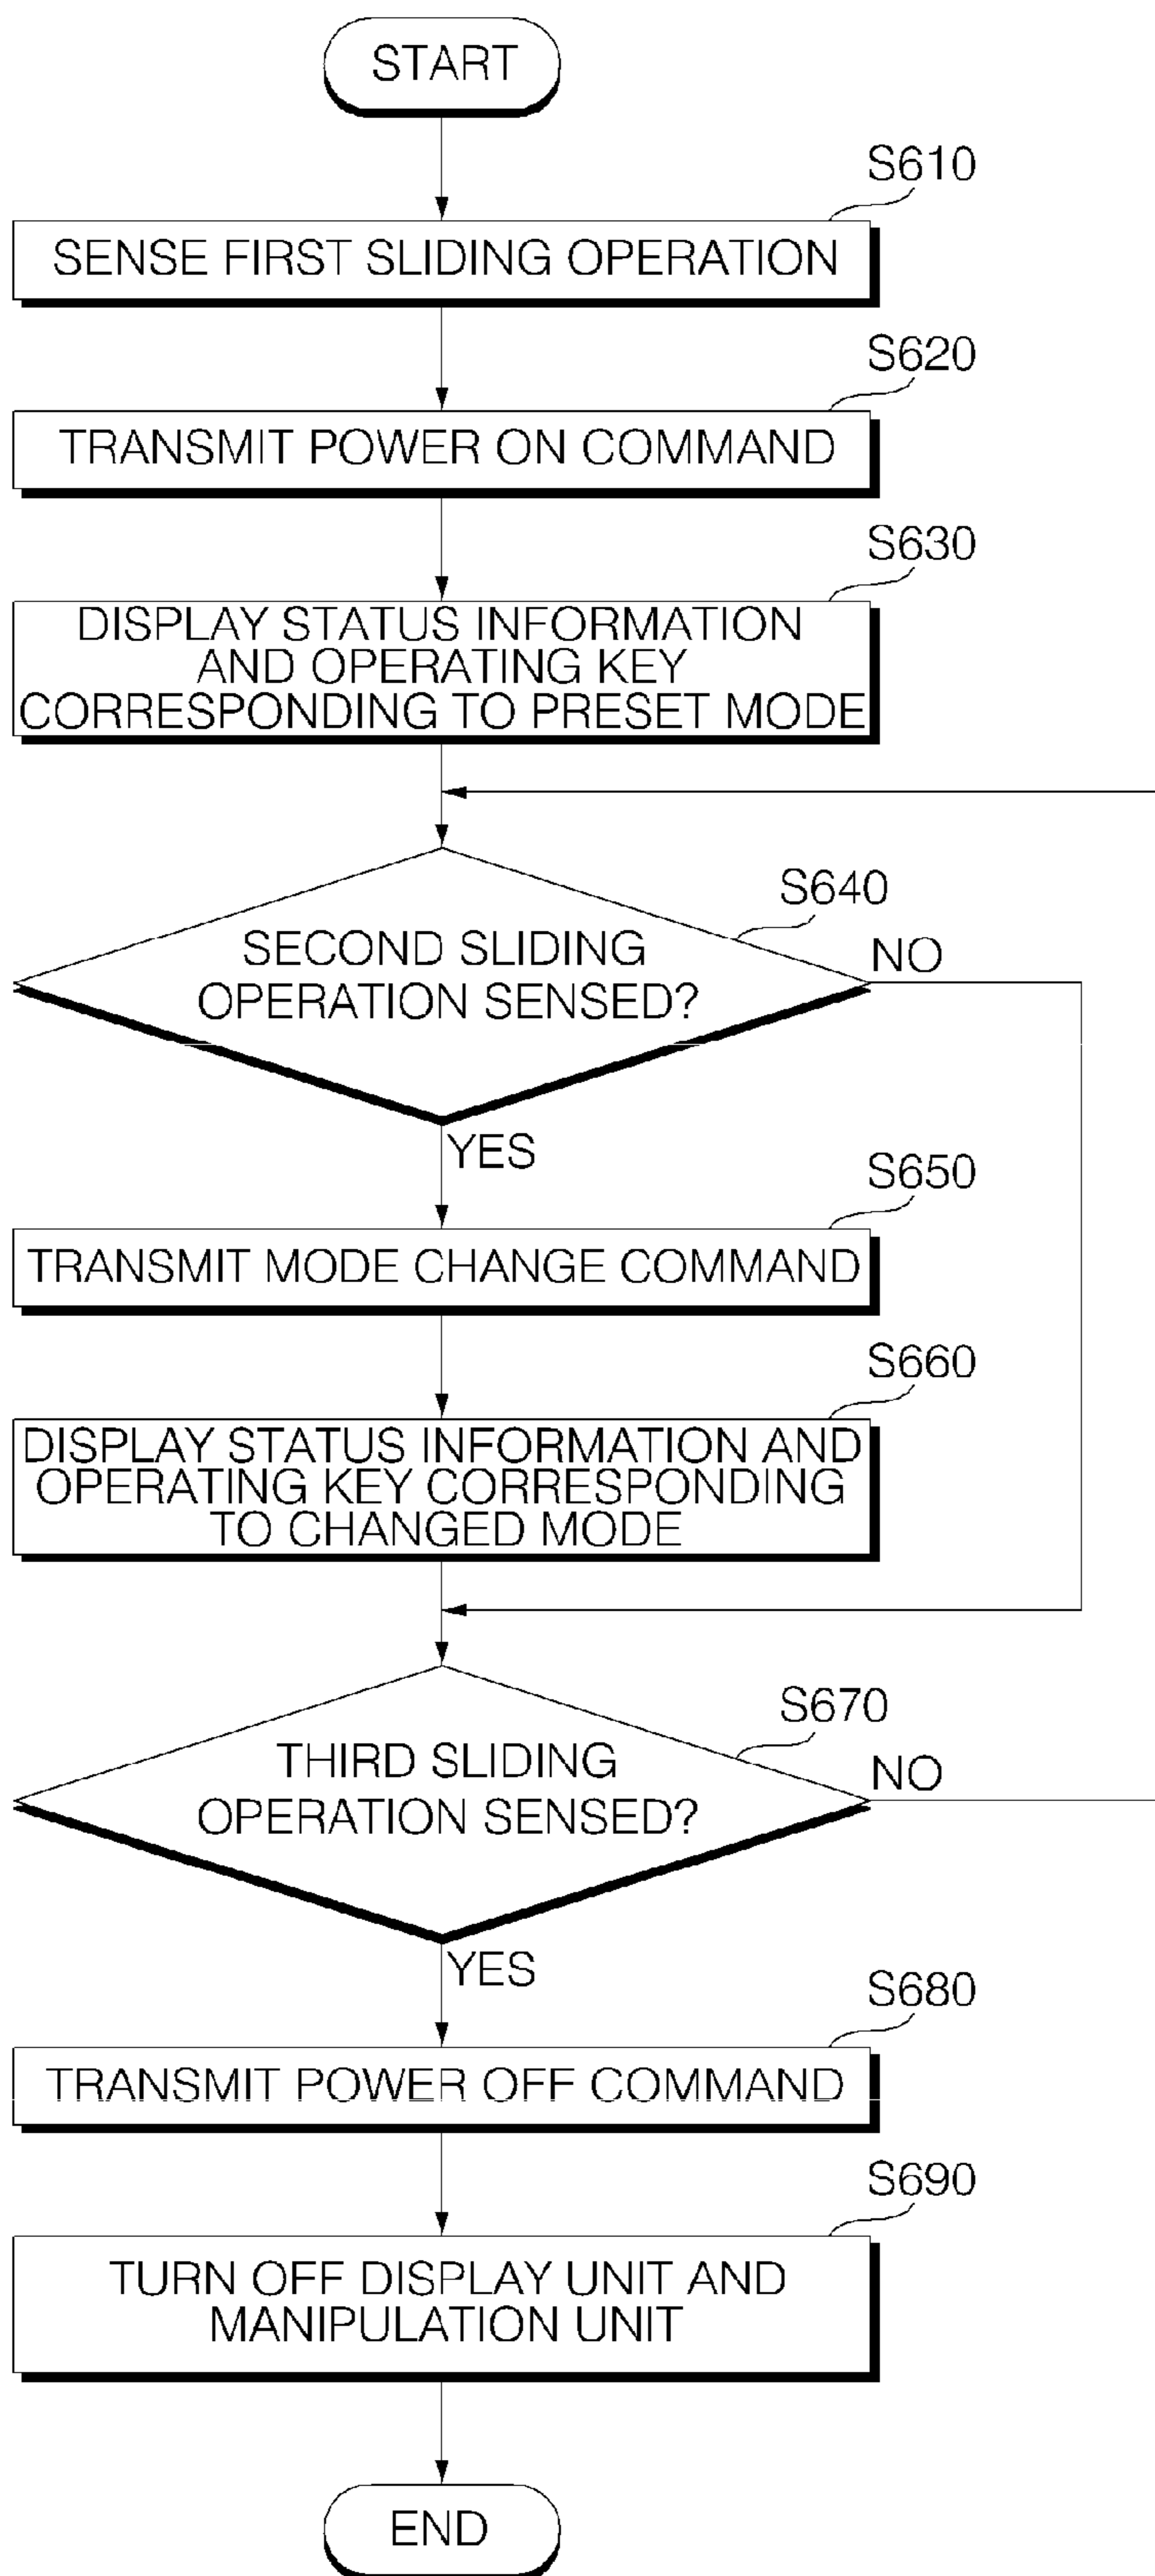 START
S610
SENSE FIRST SLIDING OPERATION
S620
TRANSMIT POWER ON COMMAND
S630
DISPLAY STATUS INFORMATION
AND OPERATING KEY
CORRESPONDING TO PRESET MODE
S640
SECOND SLIDING
OPERATION SENSED?
NO
YES
S650
TRANSMIT MODE CHANGE COMMAND
S660
DISPLAY STATUS INFORMATION AND
OPERATING KEY CORRESPONDING
TO CHANGED MODE
S670
THIRD SLIDING
OPERATION SENSED?
NO
YES
S680
TRANSMIT POWER OFF COMMAND
S690
TURN OFF DISPLAY UNIT AND
MANIPULATION UNIT
END